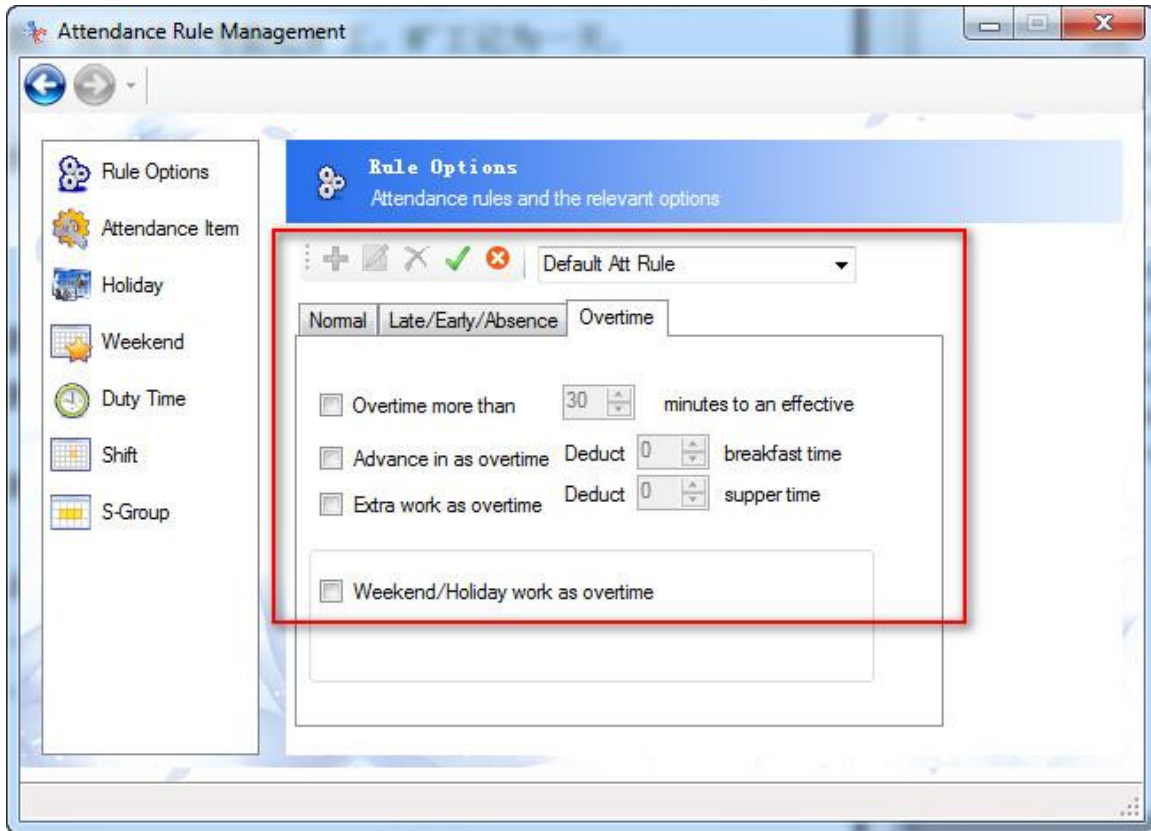 Attendance Rule Management
Rule Options
Attendance Item
Holiday
Weekend
Duty Time
Shift
S-Group
Rule Options
Attendance rules and the relevant options
Default Att Rule
Normal Late/Early/Absence Overtime
Overtime more than 30 minutes to an effective
Advance in as overtime Deduct 0 breakfast time
Extra work as overtime Deduct 0 supper time
Weekend/Holiday work as overtime